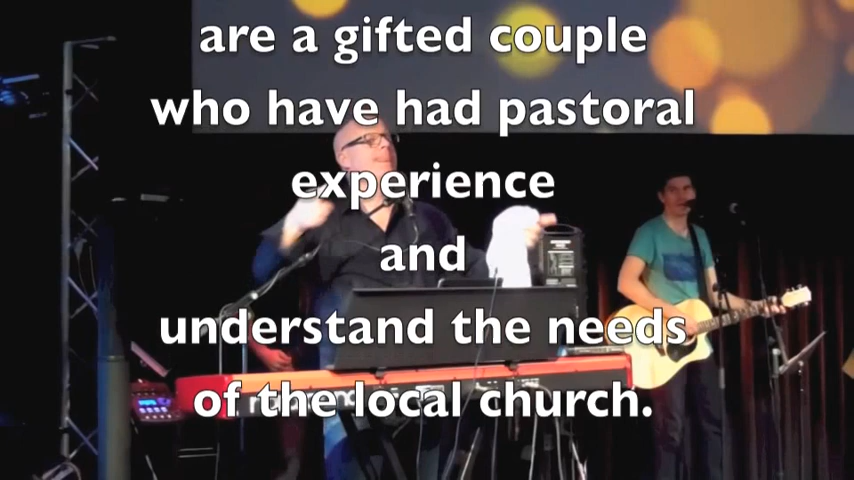 are a gifted couple
who have had pastoral
experience
and
understand the needs
of the local church.